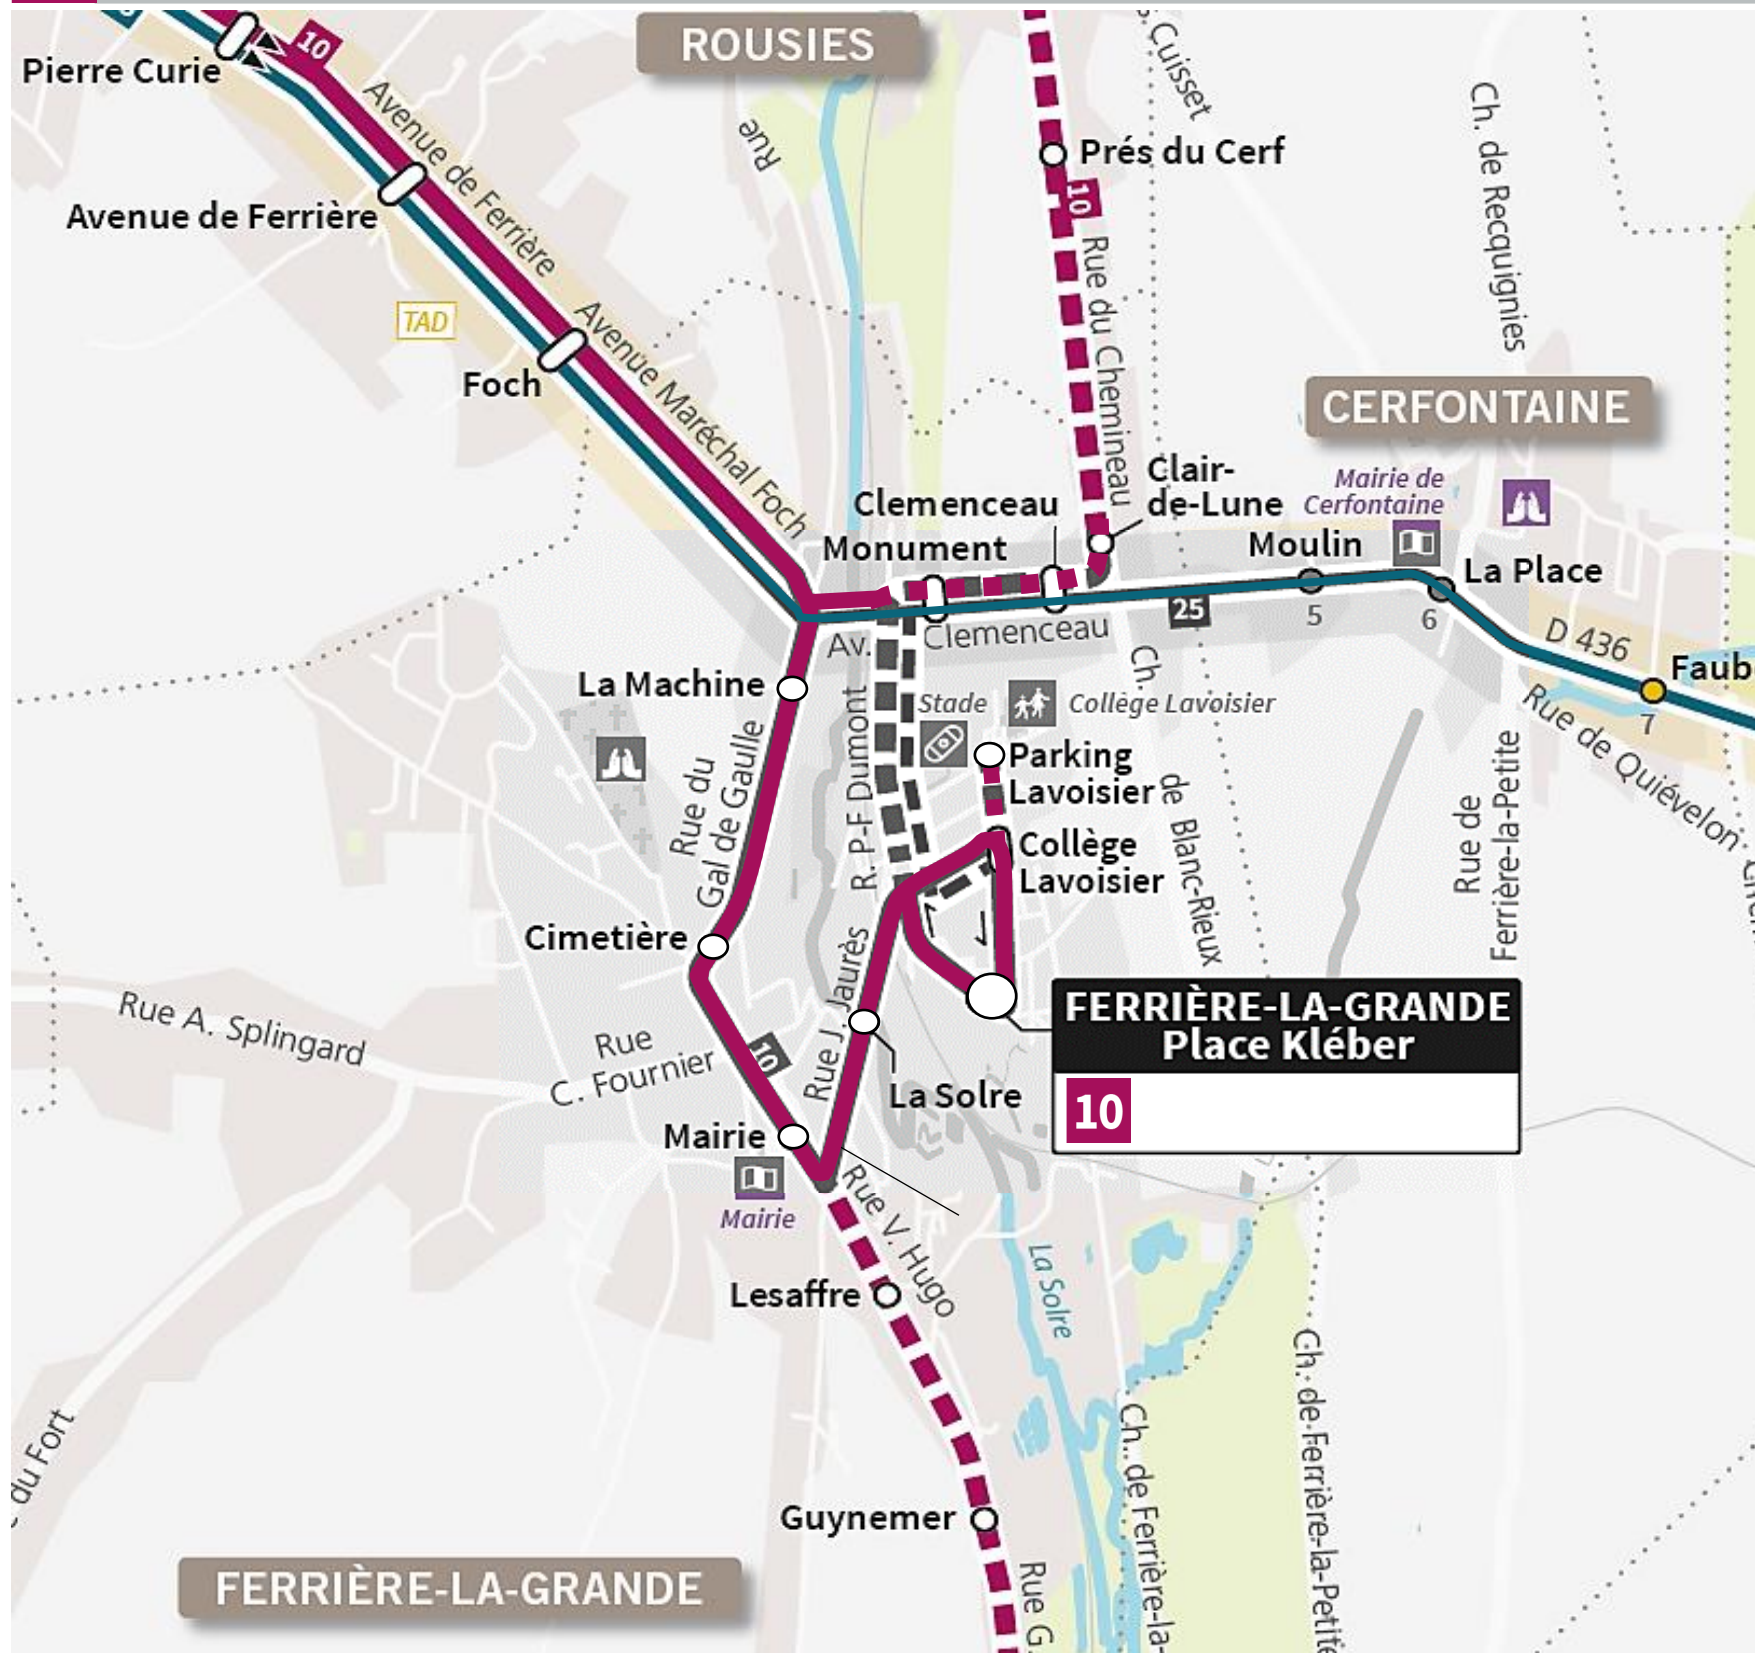 10
ROUSIES
Pierre Curie
Cuisset
Avenue de Ferrière
Rue
Prés du Cerf
Ch. de Recquignies
10
Avenue de Ferrière
Rue du Chemineau
TAD
Avenue Maréchal Foch
Foch
CERFONTAINE
Clair-
de-Lune
Mairie de
Cerfontaine
Clemenceau
Monument
Moulin
La Place
25
5
6
Av. Clemenceau
D 436
Faub
7
La Machine
Stade
Collège Lavoisier
Ch. de Blanc-Rieux
Rue de Quiévelon
Rue du
Gal de Gaulle
R. P-F Dumont
Parking
Lavoisier
Rue de
Ferrière-la-Petite
Collège
Lavoisier
Cimetière
Rue J. Jaurès
Rue A. Splingard
Rue
C. Fournier
10
FERRIÈRE-LA-GRANDE
Place Kléber
10
La Solre
Mairie
Mairie
Rue V. Hugo
La Solre
Lesaffre
Ch. de Ferrière-la-Petite
Ch. de Ferrière-la-
du Fort
Guynemer
Rue G.
FERRIÈRE-LA-GRANDE